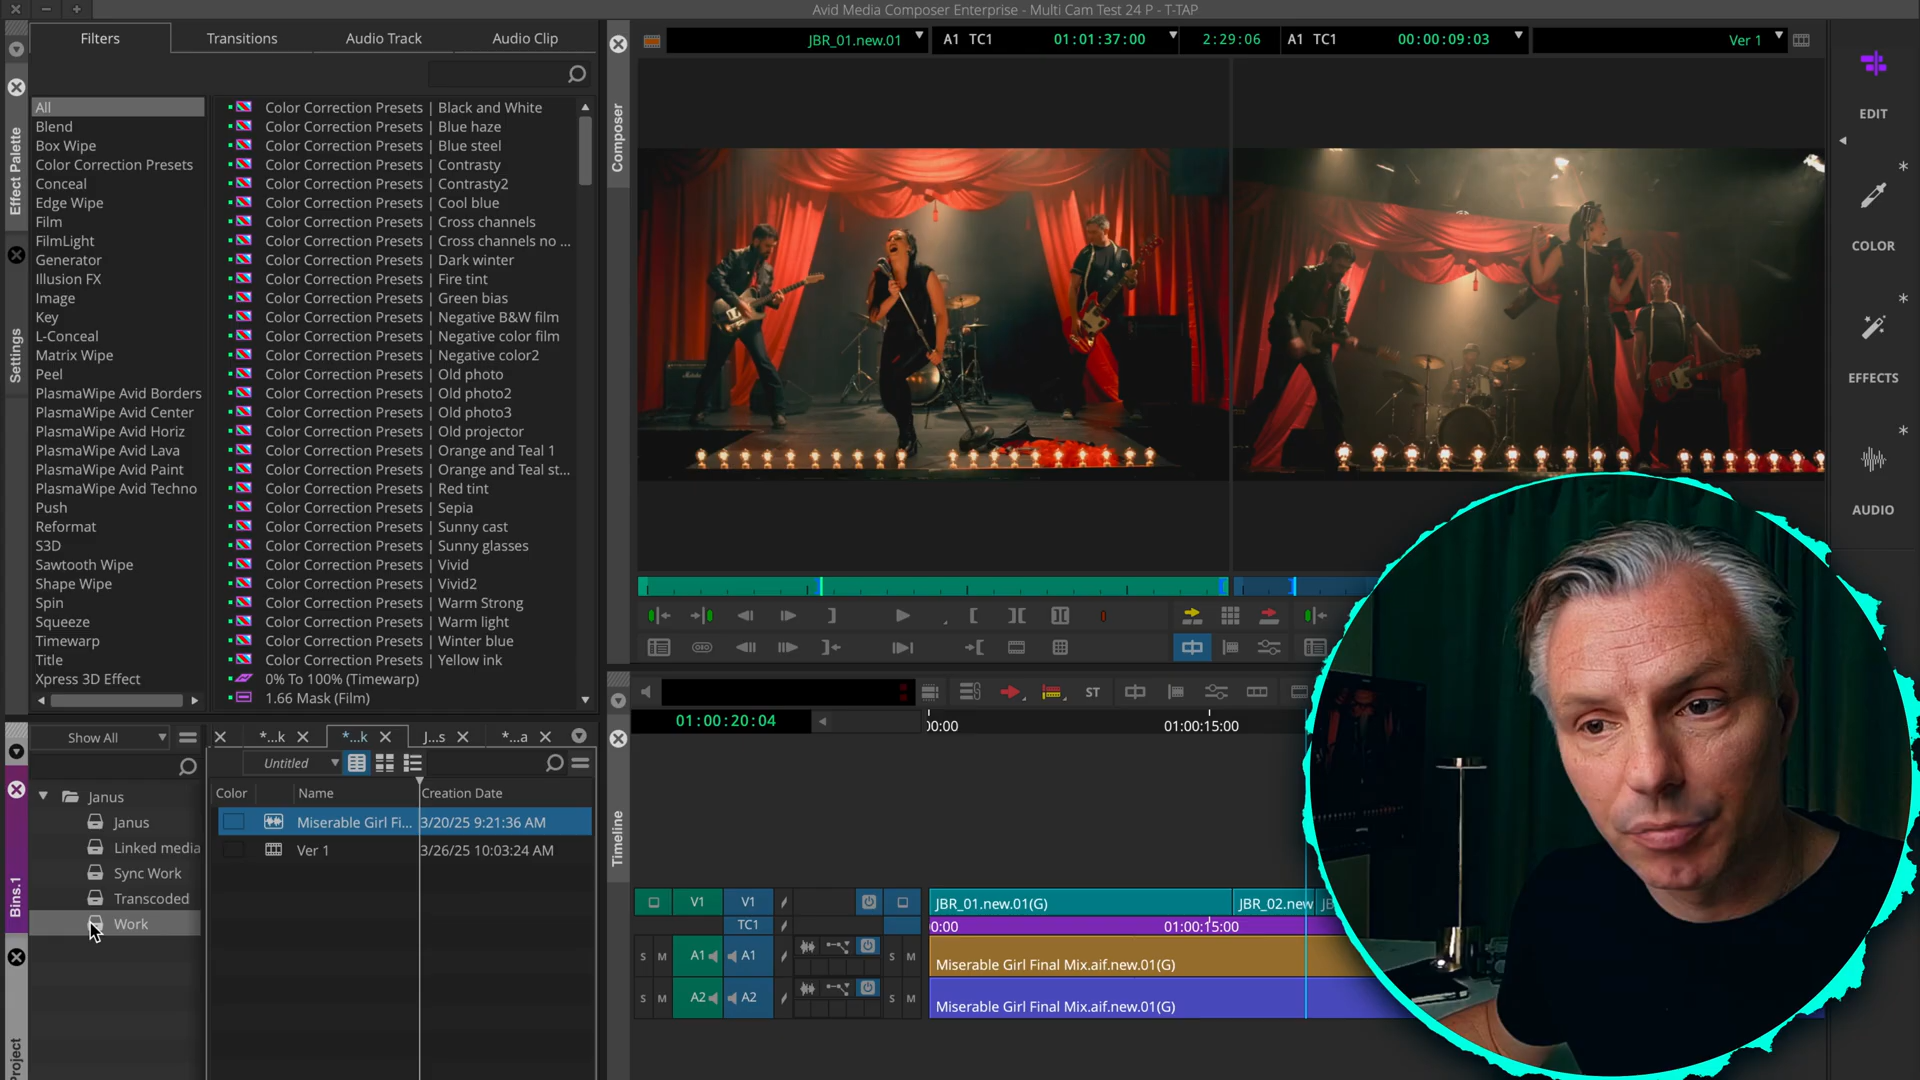 Avid Media Composer Enterprise - Multi Cam Test 24 P - T-TAP
Filters
Transitions
Audio Track
Audio Clip
JBR_01.new.01
A1 TC1
01:01:37:00
2:29:06
A1 TC1
00:00:09:03
Ver 1
Effect Palette
Settings
All
Blend
Box Wipe
Color Correction Presets
Conceal
Edge Wipe
Film
FilmLight
Generator
Illusion FX
Image
Key
L-Conceal
Matrix Wipe
Peel
PlasmaWipe Avid Borders
PlasmaWipe Avid Center
PlasmaWipe Avid Horiz
PlasmaWipe Avid Lava
PlasmaWipe Avid Paint
PlasmaWipe Avid Techno
Push
Reformat
S3D
Sawtooth Wipe
Shape Wipe
Spin
Squeeze
Timewarp
Title
Xpress 3D Effect
Color Correction Presets | Black and White
Color Correction Presets | Blue haze
Color Correction Presets | Blue steel
Color Correction Presets | Contrasty
Color Correction Presets | Contrasty2
Color Correction Presets | Cool blue
Color Correction Presets | Cross channels
Color Correction Presets | Cross channels no ...
Color Correction Presets | Dark winter
Color Correction Presets | Fire tint
Color Correction Presets | Green bias
Color Correction Presets | Negative B&W film
Color Correction Presets | Negative color film
Color Correction Presets | Negative color2
Color Correction Presets | Old photo
Color Correction Presets | Old photo2
Color Correction Presets | Old photo3
Color Correction Presets | Old projector
Color Correction Presets | Orange and Teal 1
Color Correction Presets | Orange and Teal st...
Color Correction Presets | Red tint
Color Correction Presets | Sepia
Color Correction Presets | Sunny cast
Color Correction Presets | Sunny glasses
Color Correction Presets | Vivid
Color Correction Presets | Vivid2
Color Correction Presets | Warm Strong
Color Correction Presets | Warm light
Color Correction Presets | Winter blue
Color Correction Presets | Yellow ink
0% To 100% (Timewarp)
1.66 Mask (Film)
Composer
Marshall
EDIT
COLOR
EFFECTS
AUDIO
Show All
*...k
*...k
J...s
*...a
Untitled
Bins.1
Project
Janus
Janus
Linked media
Sync Work
Transcoded
Work
Color
Name
Creation Date
Miserable Girl Fi...
3/20/25 9:21:36 AM
Ver 1
3/26/25 10:03:24 AM
Timeline
ST
01:00:20:04
00:00
01:00:15:00
V1
V1
JBR_01.new.01(G)
JBR_02.new
TC1
0:00
01:00:15:00
S M
A1
A1
S M
Miserable Girl Final Mix.aif.new.01(G)
S M
A2
A2
S M
Miserable Girl Final Mix.aif.new.01(G)